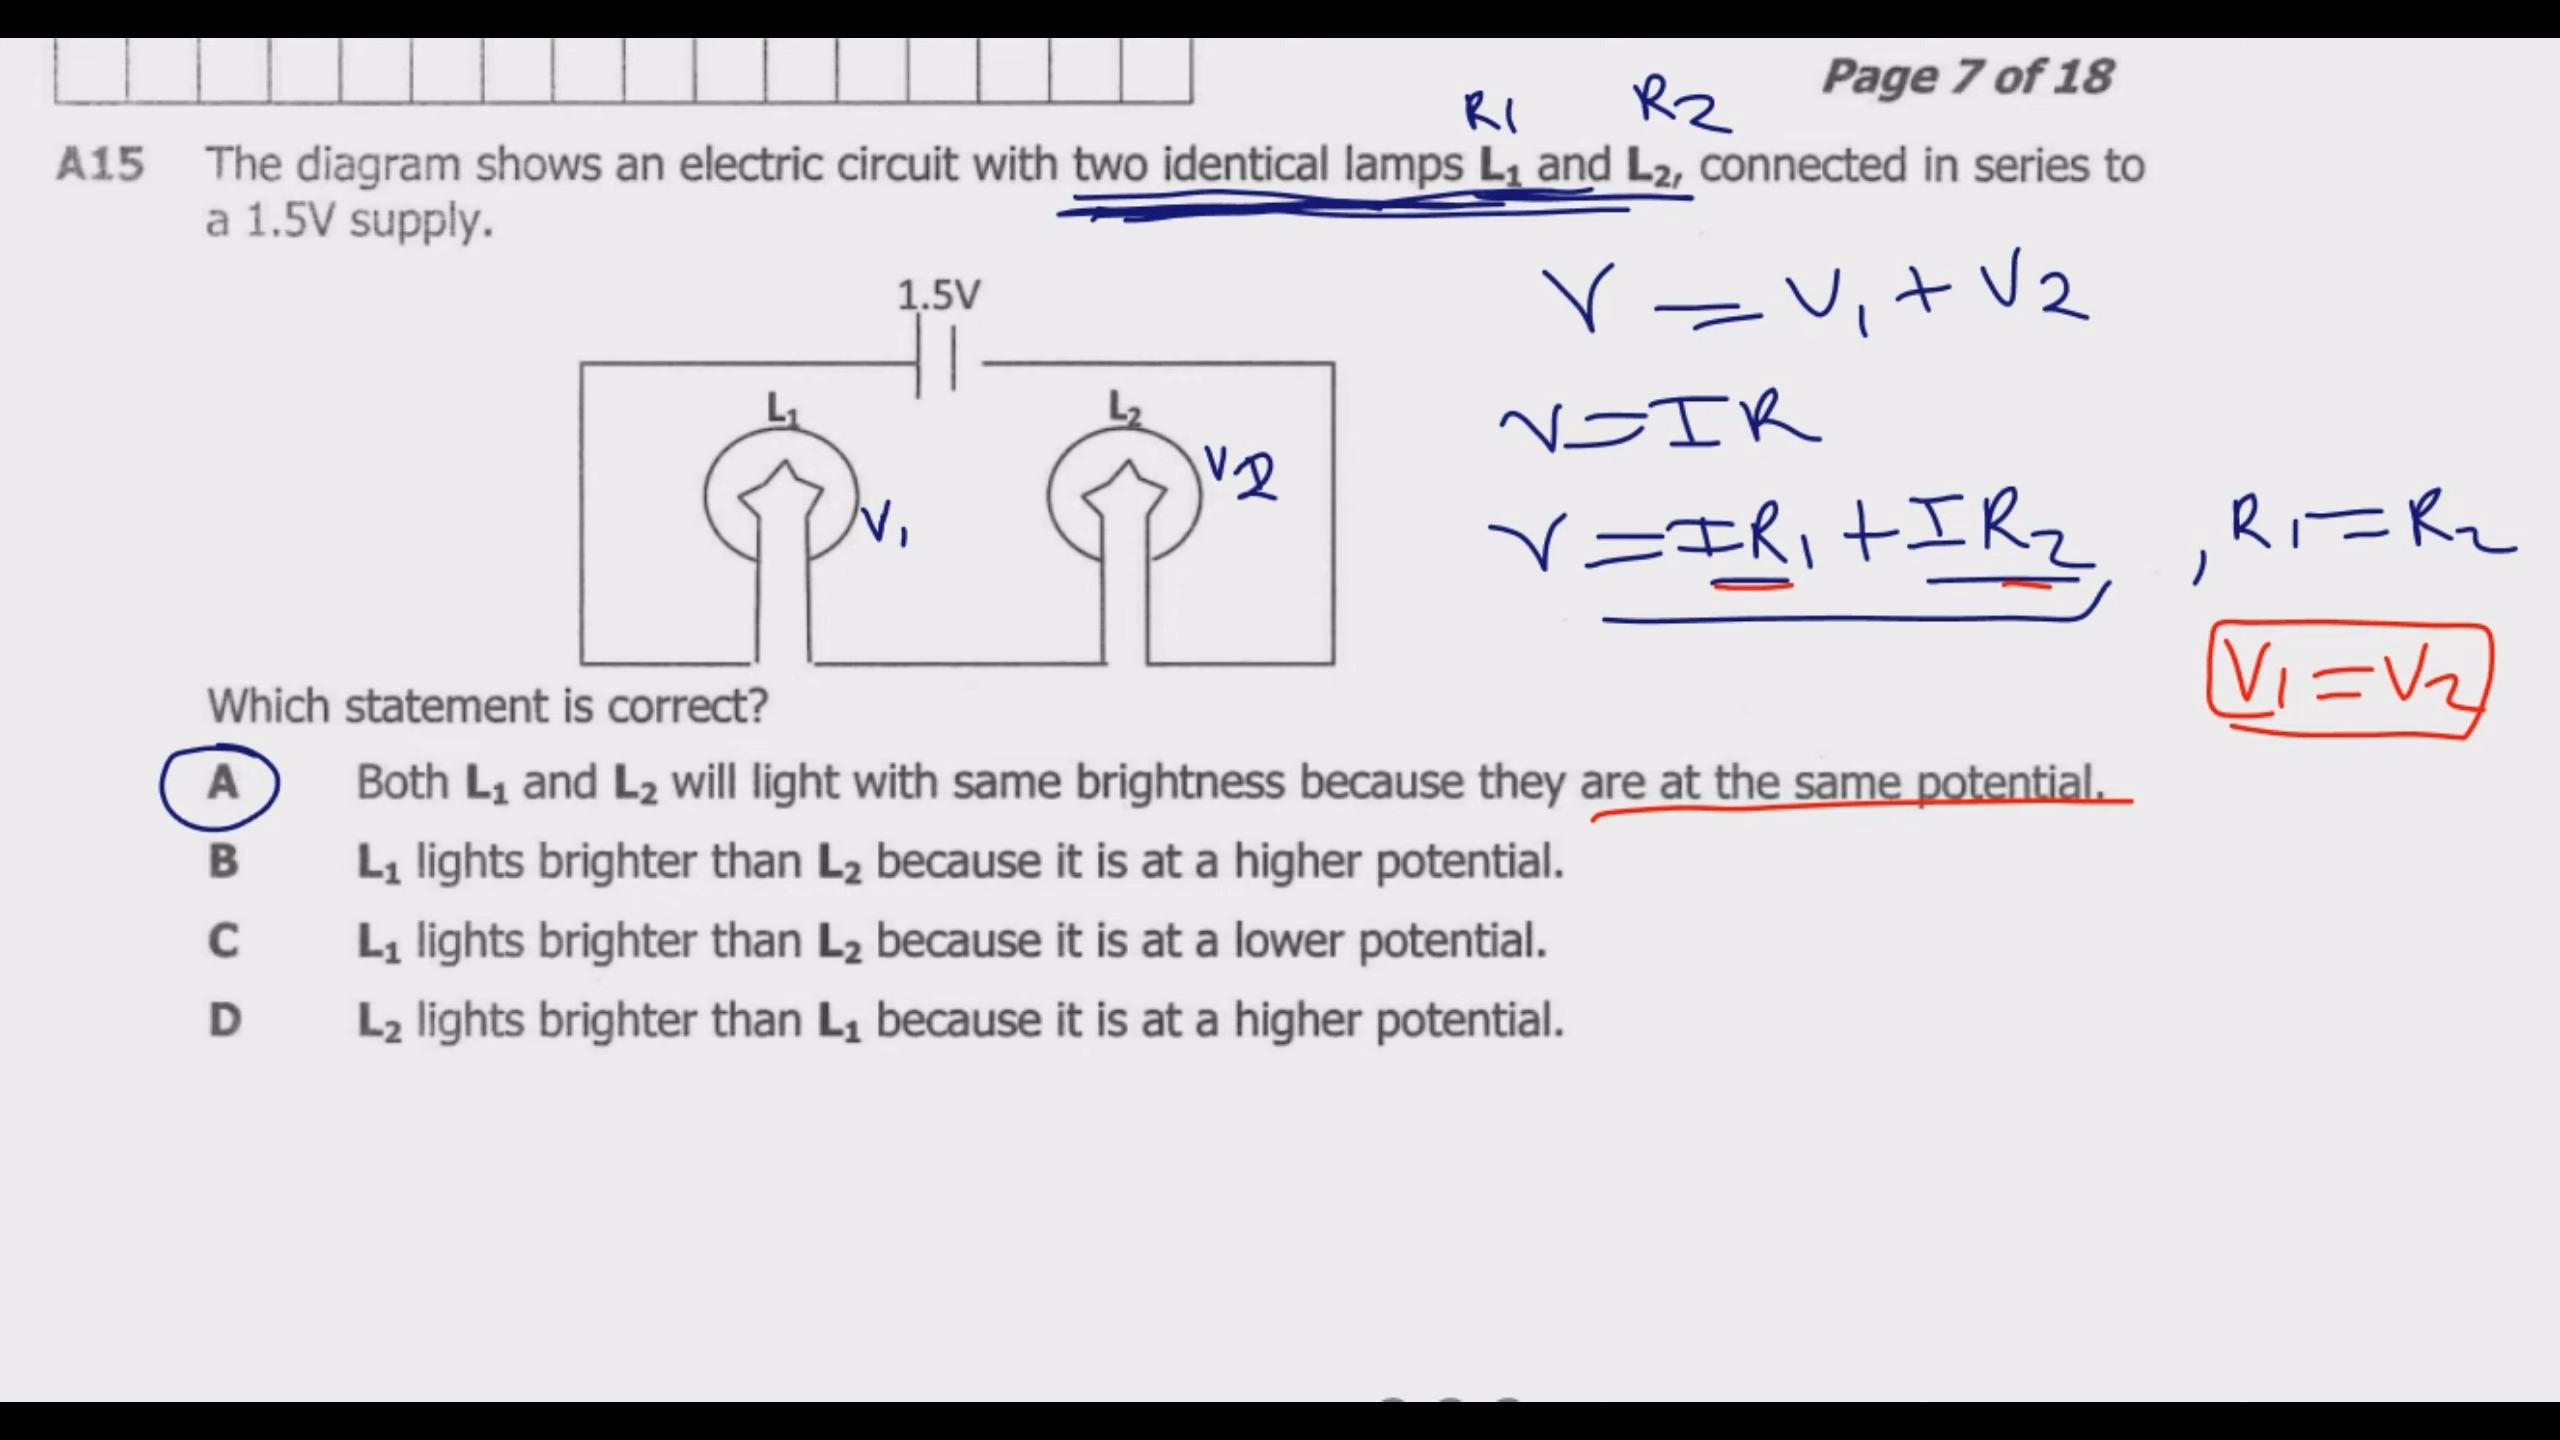 Page 7 of 18
R1 R2
A15 The diagram shows an electric circuit with two identical lamps L₁ and L₂, connected in series to
a 1.5V supply.
V = V₁ + V2
1.5V
L₁ L₂
V=IR
V₁ V2
V = IR₁ + IR2 , R₁ = R2
V₁ = V2
Which statement is correct?
A Both L₁ and L₂ will light with same brightness because they are at the same potential.
B L₁ lights brighter than L₂ because it is at a higher potential.
C L₁ lights brighter than L₂ because it is at a lower potential.
D L₂ lights brighter than L₁ because it is at a higher potential.